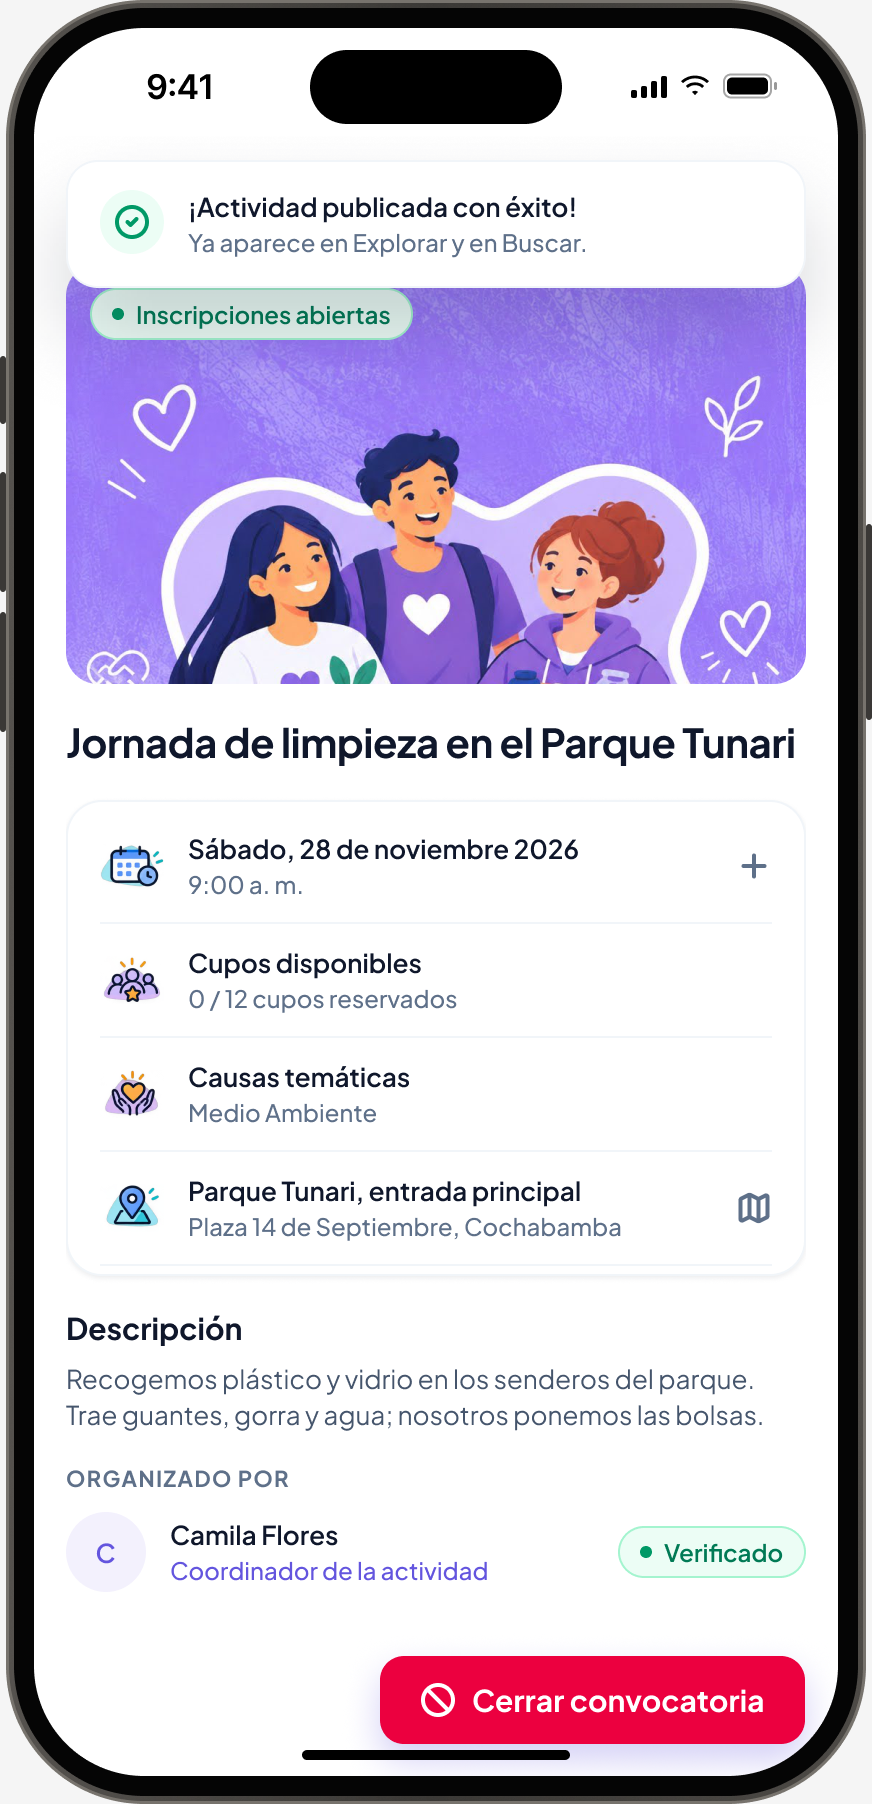 9:41
¡Actividad publicada con éxito!
Ya aparece en Explorar y en Buscar.
Inscripciones abiertas
Jornada de limpieza en el Parque Tunari
Sábado, 28 de noviembre 2026
9:00 a. m.
Cupos disponibles
0 / 12 cupos reservados
Causas temáticas
Medio Ambiente
Parque Tunari, entrada principal
Plaza 14 de Septiembre, Cochabamba
Descripción
Recogemos plástico y vidrio en los senderos del parque.
Trae guantes, gorra y agua; nosotros ponemos las bolsas.
ORGANIZADO POR
C
Camila Flores
Coordinador de la actividad
Verificado
Cerrar convocatoria